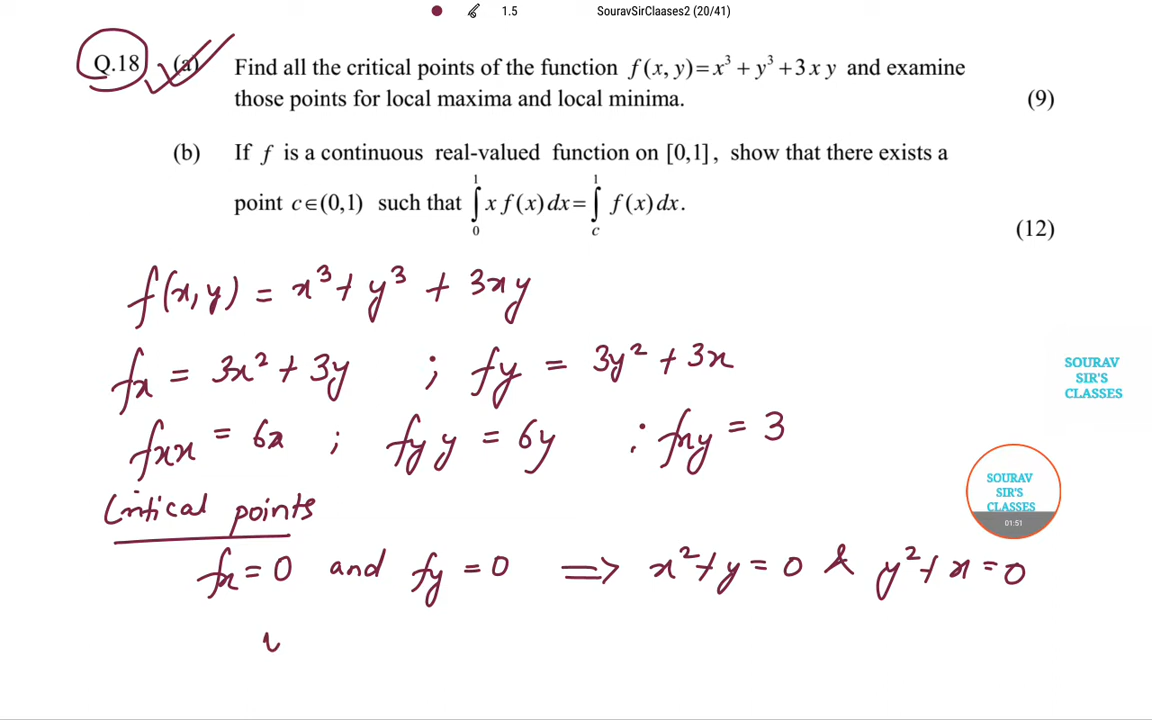 1.5 SouravSirClaases2 (20/41)
Q.18 (a) Find all the critical points of the function f(x, y)=x³ + y³ +3x y and examine
those points for local maxima and local minima. (9)
(b) If f is a continuous real-valued function on [0,1], show that there exists a
point c∈(0,1) such that ∫₀¹ x f(x)dx = ∫c¹ f(x)dx.
(12)
f(x,y) = x³ + y³ + 3xy
fx = 3x² + 3y ; fy = 3y² + 3x
fxx = 6x ; fyy = 6y ; fxy = 3
Critical points
fx = 0 and fy = 0 ⟹ x²+y = 0 & y²+x = 0
SOURAV
SIR'S
CLASSES
SOURAV
SIR'S
CLASSES
01:51